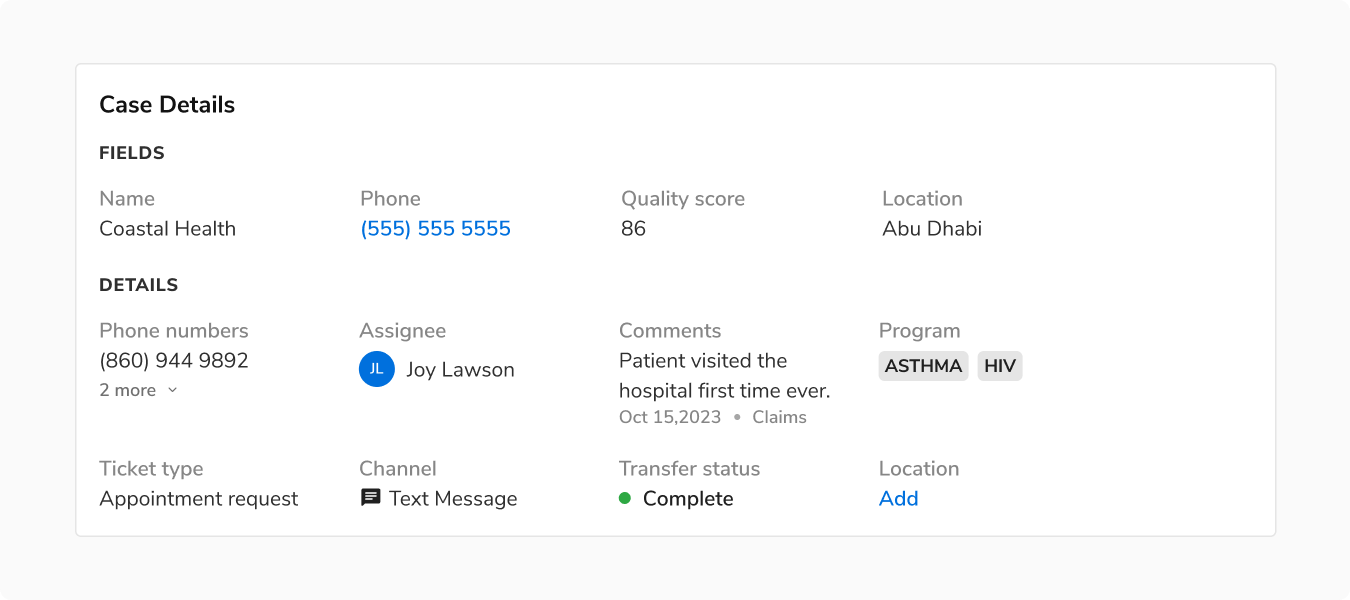 Case Details
FIELDS
Name
Coastal Health
Phone
(555) 555 5555
Quality score
86
Location
Abu Dhabi
DETAILS
Phone numbers
(860) 944 9892
2 more
Assignee
JL Joy Lawson
Comments
Patient visited the
hospital first time ever.
Oct 15,2023 • Claims
Program
ASTHMA HIV
Ticket type
Appointment request
Channel
Text Message
Transfer status
Complete
Location
Add